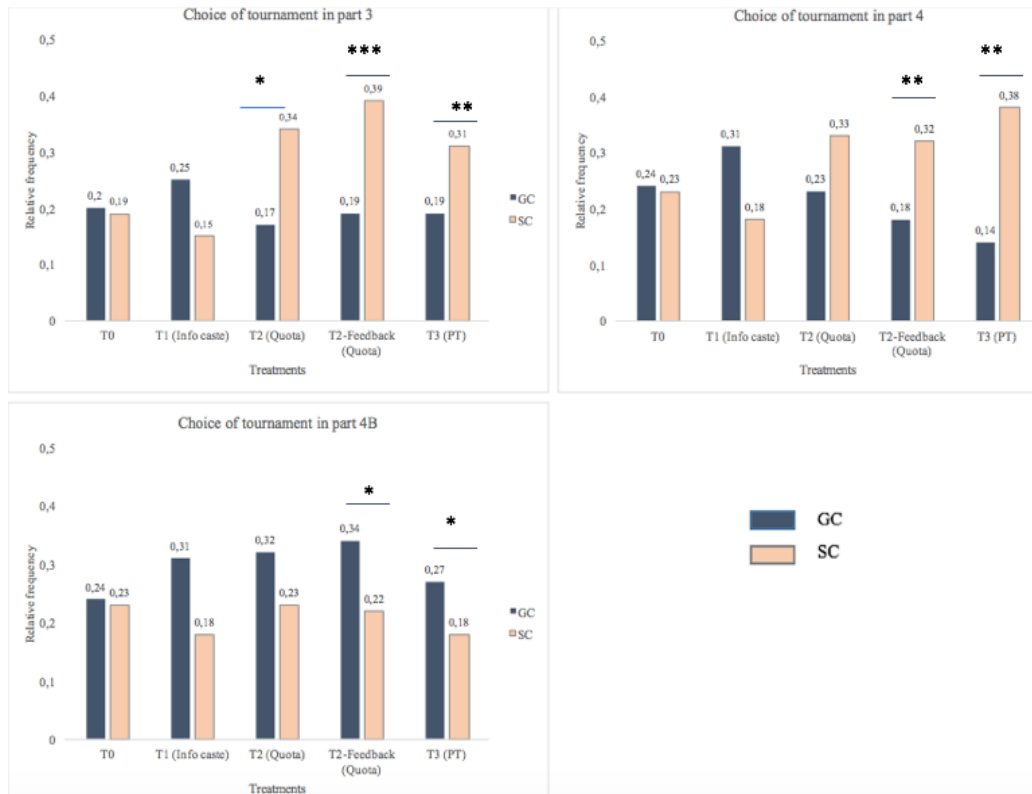 Choice of tournament in part 3
0,5
0,4
0,3
0,2
0,1
0
Relative frequency
0,2
0,19
0,25
0,15
*
0,17
0,34
***
0,19
0,39
**
0,19
0,31
T0
T1 (Info caste)
T2 (Quota)
T2-Feedback
(Quota)
T3 (PT)
Treatments
GC
SC
Choice of tournament in part 4
0,5
0,4
0,3
0,2
0,1
0
Relative frequency
0,24
0,23
0,31
0,18
0,23
0,33
**
0,18
0,32
**
0,14
0,38
T0
T1 (Info caste)
T2 (Quota)
T2-Feedback
(Quota)
T3 (PT)
Treatments
Choice of tournament in part 4B
0,5
0,4
0,3
0,2
0,1
0
Relative frequency
0,24
0,23
0,31
0,18
0,32
0,23
*
0,34
0,22
*
0,27
0,18
T0
T1 (Info caste)
T2 (Quota)
T2-Feedback
(Quota)
T3 (PT)
Treatments
GC
SC
GC
SC